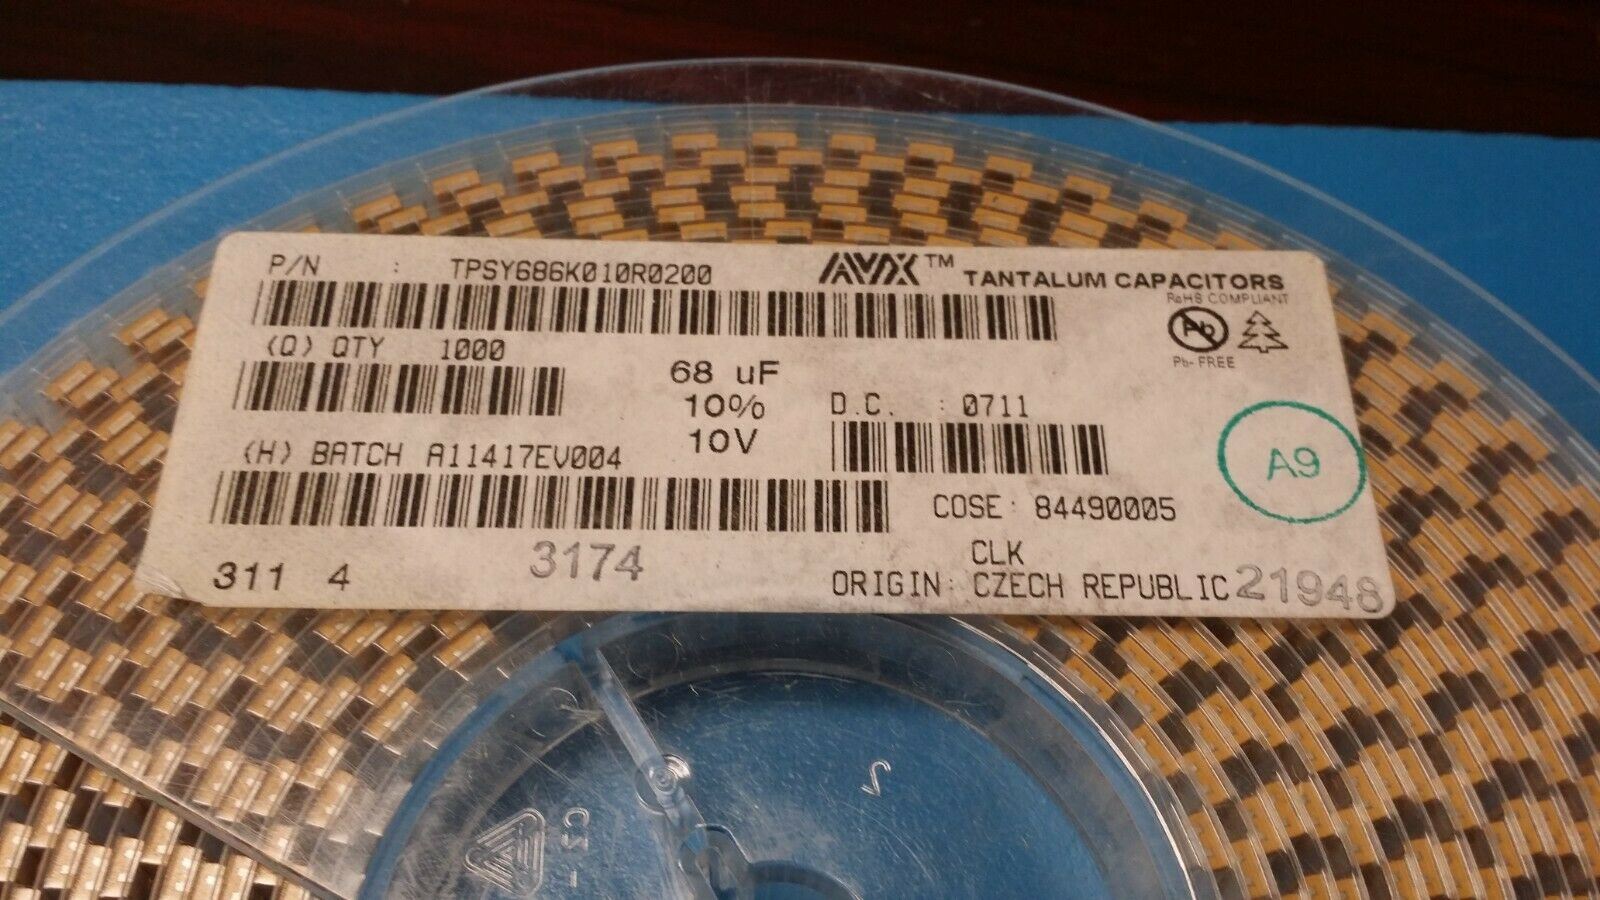 P/N : TPSY686K010R0200
AVX™ TANTALUM CAPACITORS
RoHS COMPLIANT
Pb
Pb-FREE
(Q) QTY 1000
68 uF
10%
10V
D.C. : 0711
(H) BATCH A11417EV004
A9
COSE: 84490005
CLK
ORIGIN: CZECH REPUBLIC 21948
311 4
3174